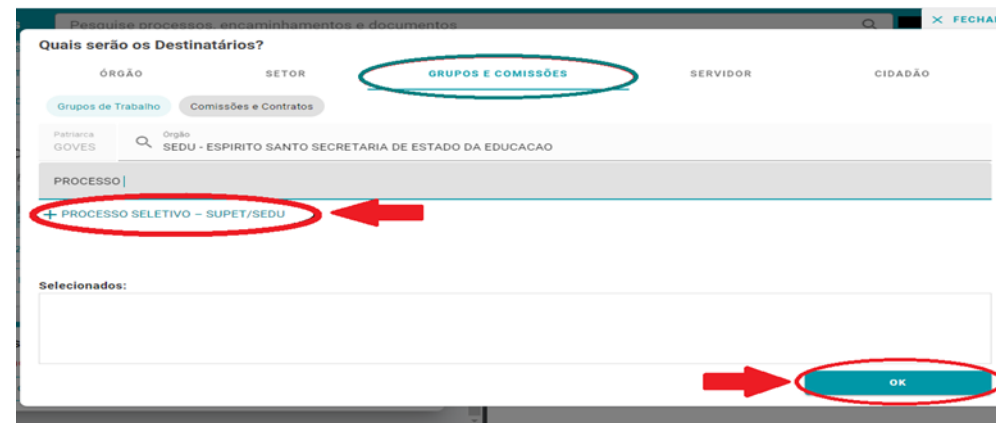 Pesquise processos, encaminhamentos e documentos
× FECHAR
Quais serão os Destinatários?
ÓRGÃO SETOR GRUPOS E COMISSÕES SERVIDOR CIDADÃO
Grupos de Trabalho Comissões e Contratos
Patriarca
GOVES
Órgão
SEDU - ESPIRITO SANTO SECRETARIA DE ESTADO DA EDUCACAO
PROCESSO
+ PROCESSO SELETIVO – SUPET/SEDU
Selecionados:
OK